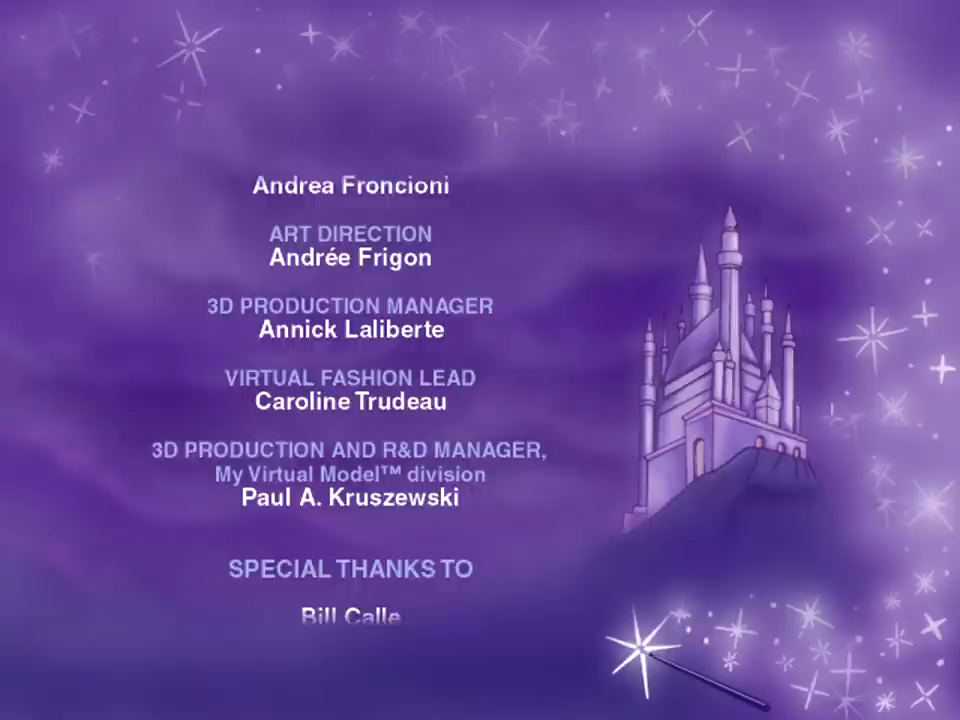 Andrea Froncioni
ART DIRECTION
Andrée Frigon
3D PRODUCTION MANAGER
Annick Laliberte
VIRTUAL FASHION LEAD
Caroline Trudeau
3D PRODUCTION AND R&D MANAGER,
My Virtual Model™ division
Paul A. Kruszewski
SPECIAL THANKS TO
Bill Calle